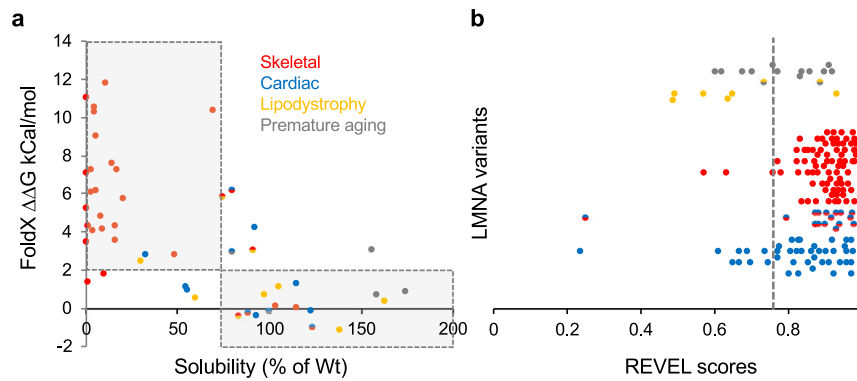 a
14
12
10
8
6
4
2
0
-2
FoldX ΔΔG kCal/mol
Skeletal
Cardiac
Lipodystrophy
Premature aging
0 50 100 150 200
Solubility (% of Wt)
b
LMNA variants
0 0.2 0.4 0.6 0.8
REVEL scores